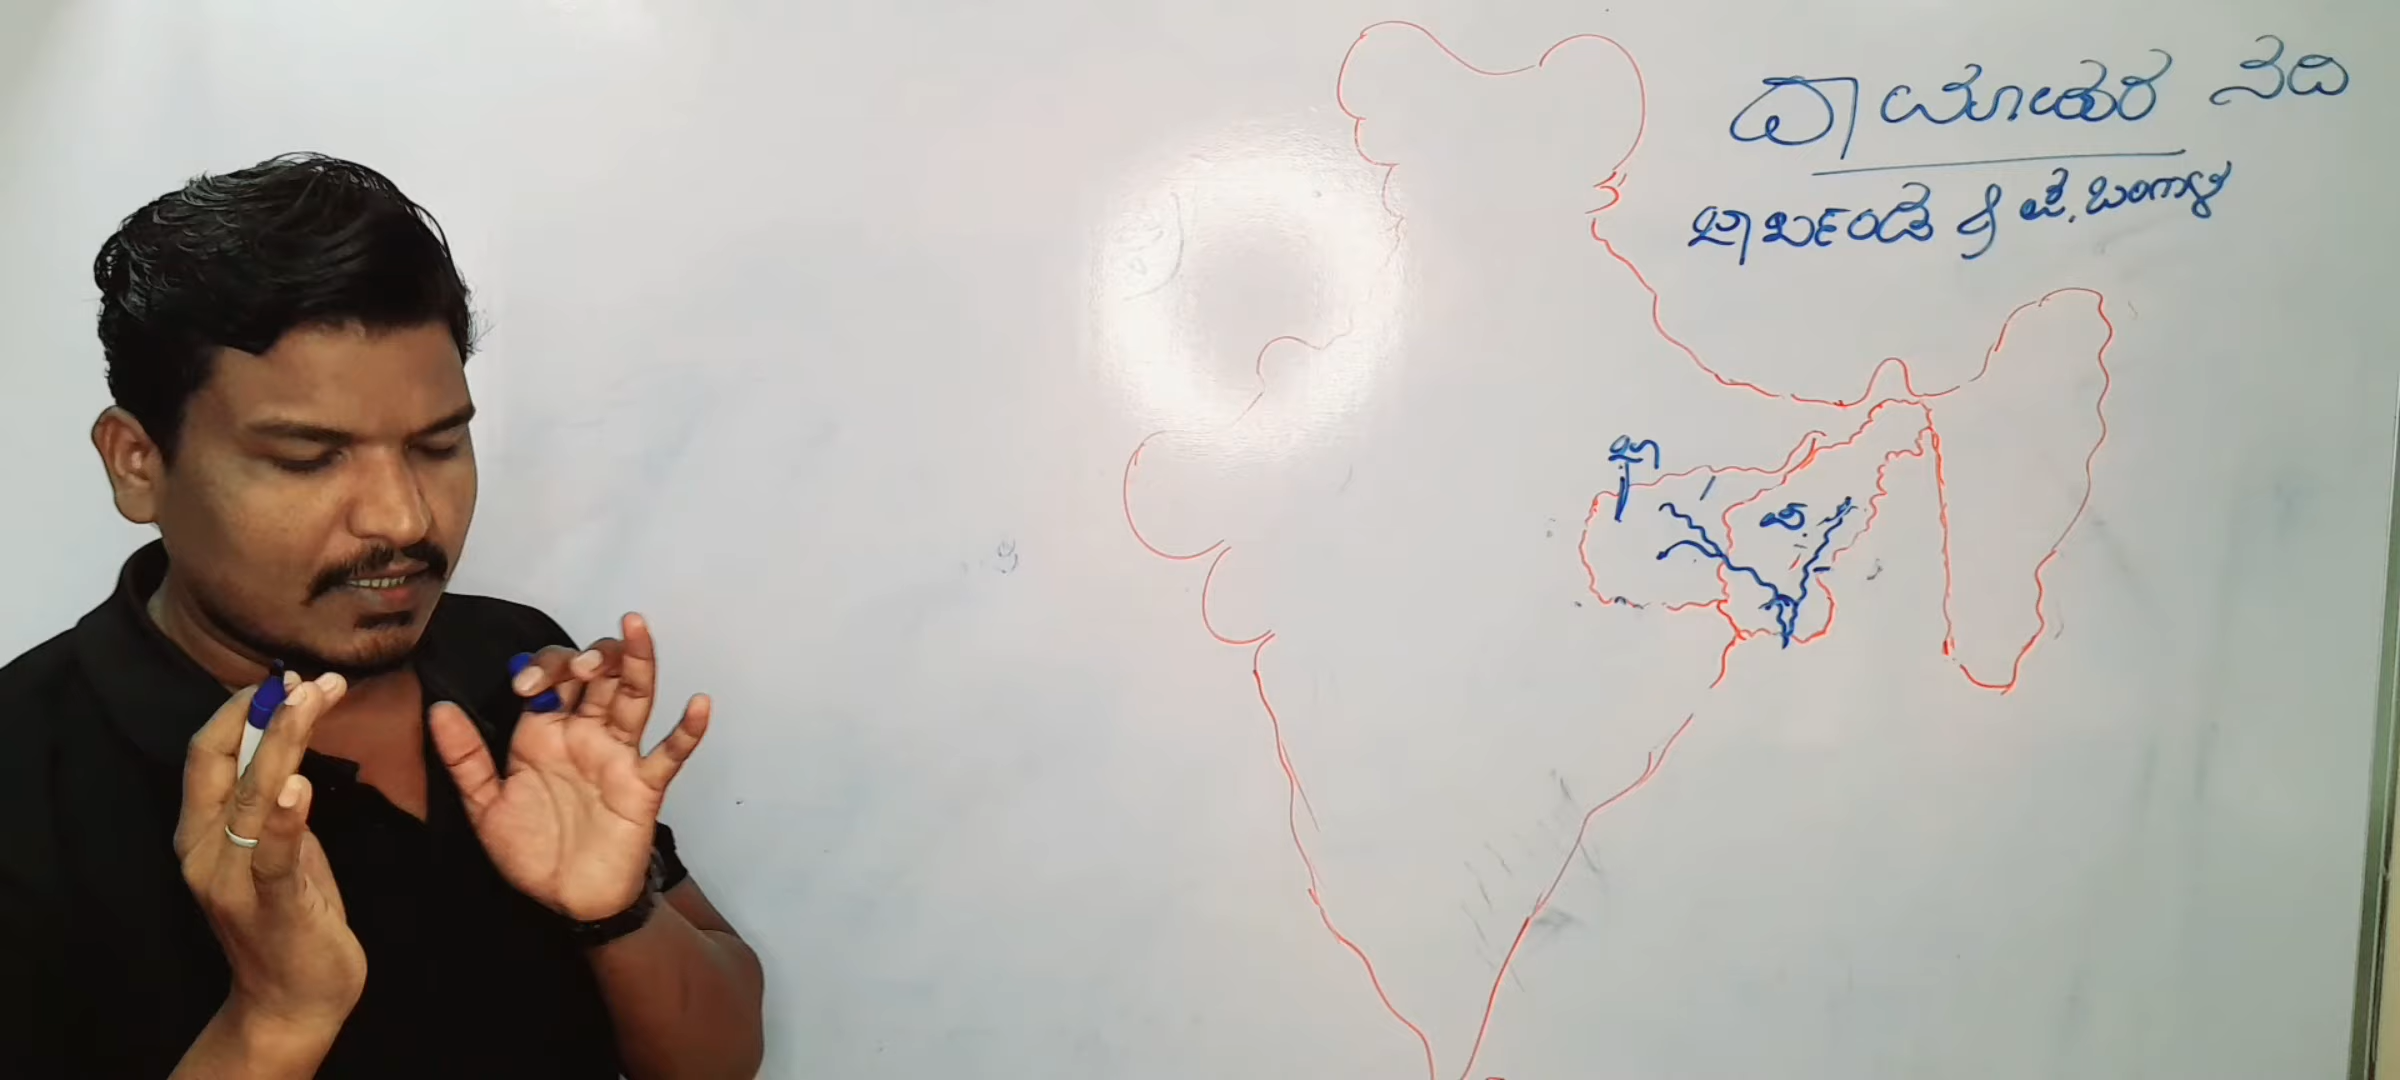 ದಾಮೋದರ ನದಿ
ಜಾರ್ಖಂಡ & ಪ. ಬಂಗಾಳ
ಜಾ
ಪ.